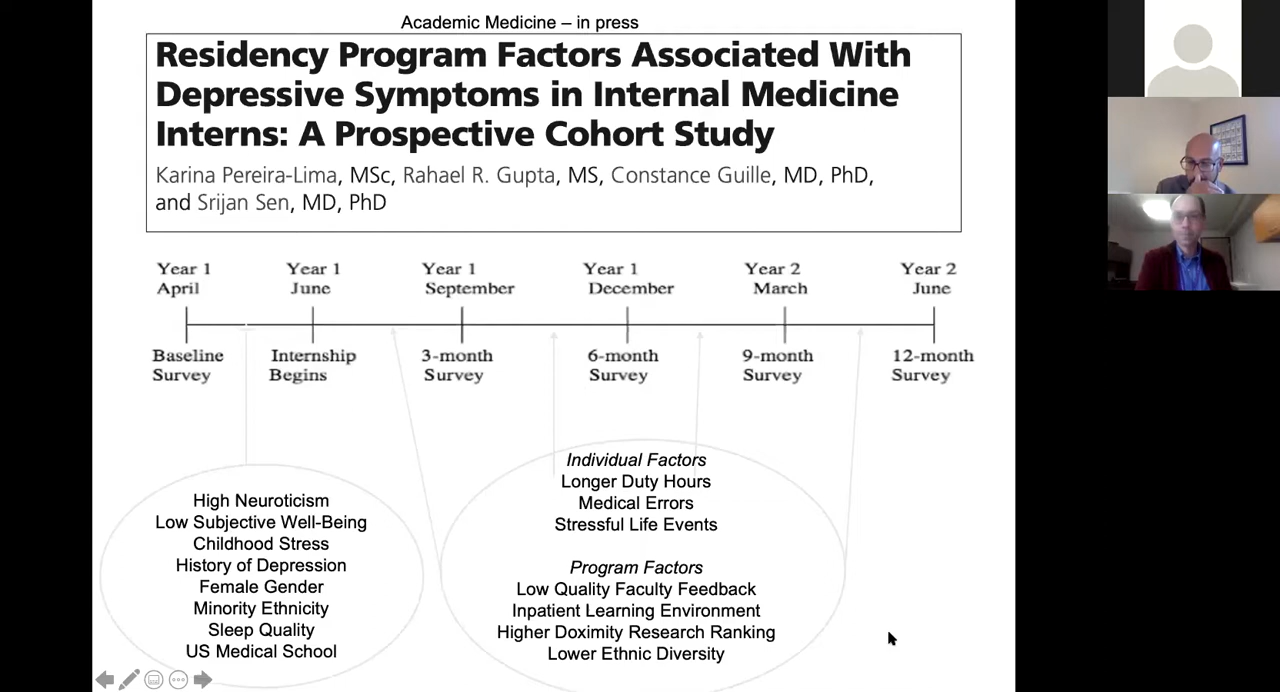 Academic Medicine – in press
Residency Program Factors Associated With
Depressive Symptoms in Internal Medicine
Interns: A Prospective Cohort Study
Karina Pereira-Lima, MSc, Rahael R. Gupta, MS, Constance Guille, MD, PhD,
and Srijan Sen, MD, PhD
Year 1 Year 1 Year 1 Year 1 Year 2 Year 2
April June September December March June
Baseline Internship 3-month 6-month 9-month 12-month
Survey Begins Survey Survey Survey Survey
High Neuroticism
Low Subjective Well-Being
Childhood Stress
History of Depression
Female Gender
Minority Ethnicity
Sleep Quality
US Medical School
Individual Factors
Longer Duty Hours
Medical Errors
Stressful Life Events
Program Factors
Low Quality Faculty Feedback
Inpatient Learning Environment
Higher Doximity Research Ranking
Lower Ethnic Diversity